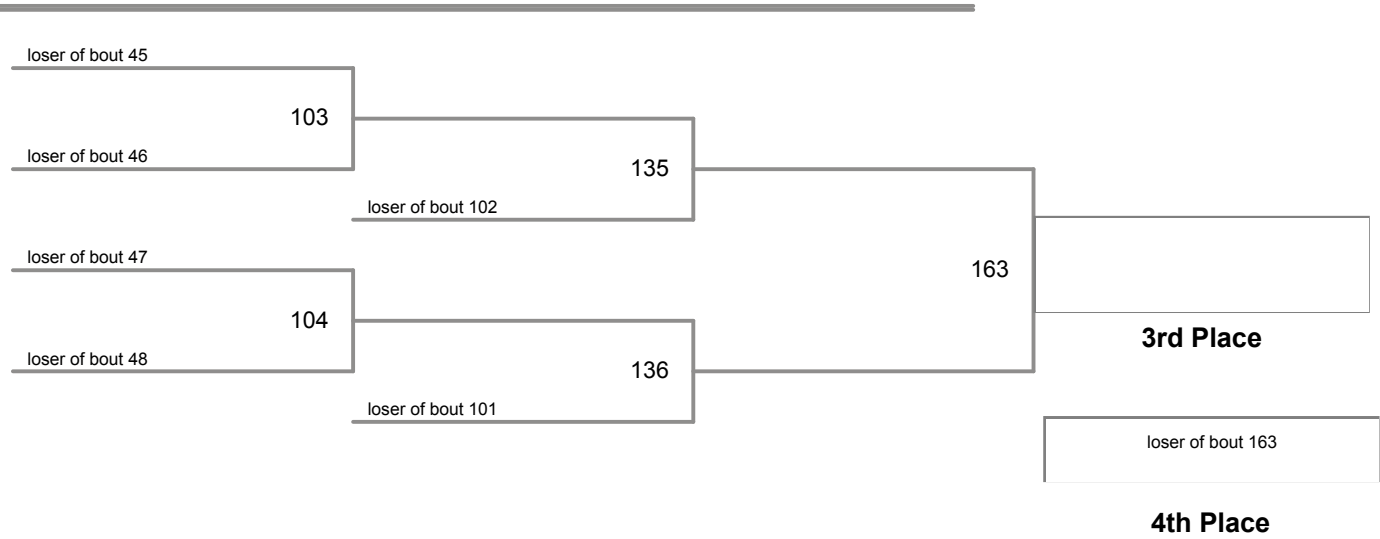 loser of bout 45
103
loser of bout 46
135
loser of bout 102
loser of bout 47
163
104
3rd Place
loser of bout 48
136
loser of bout 101
loser of bout 163
4th Place